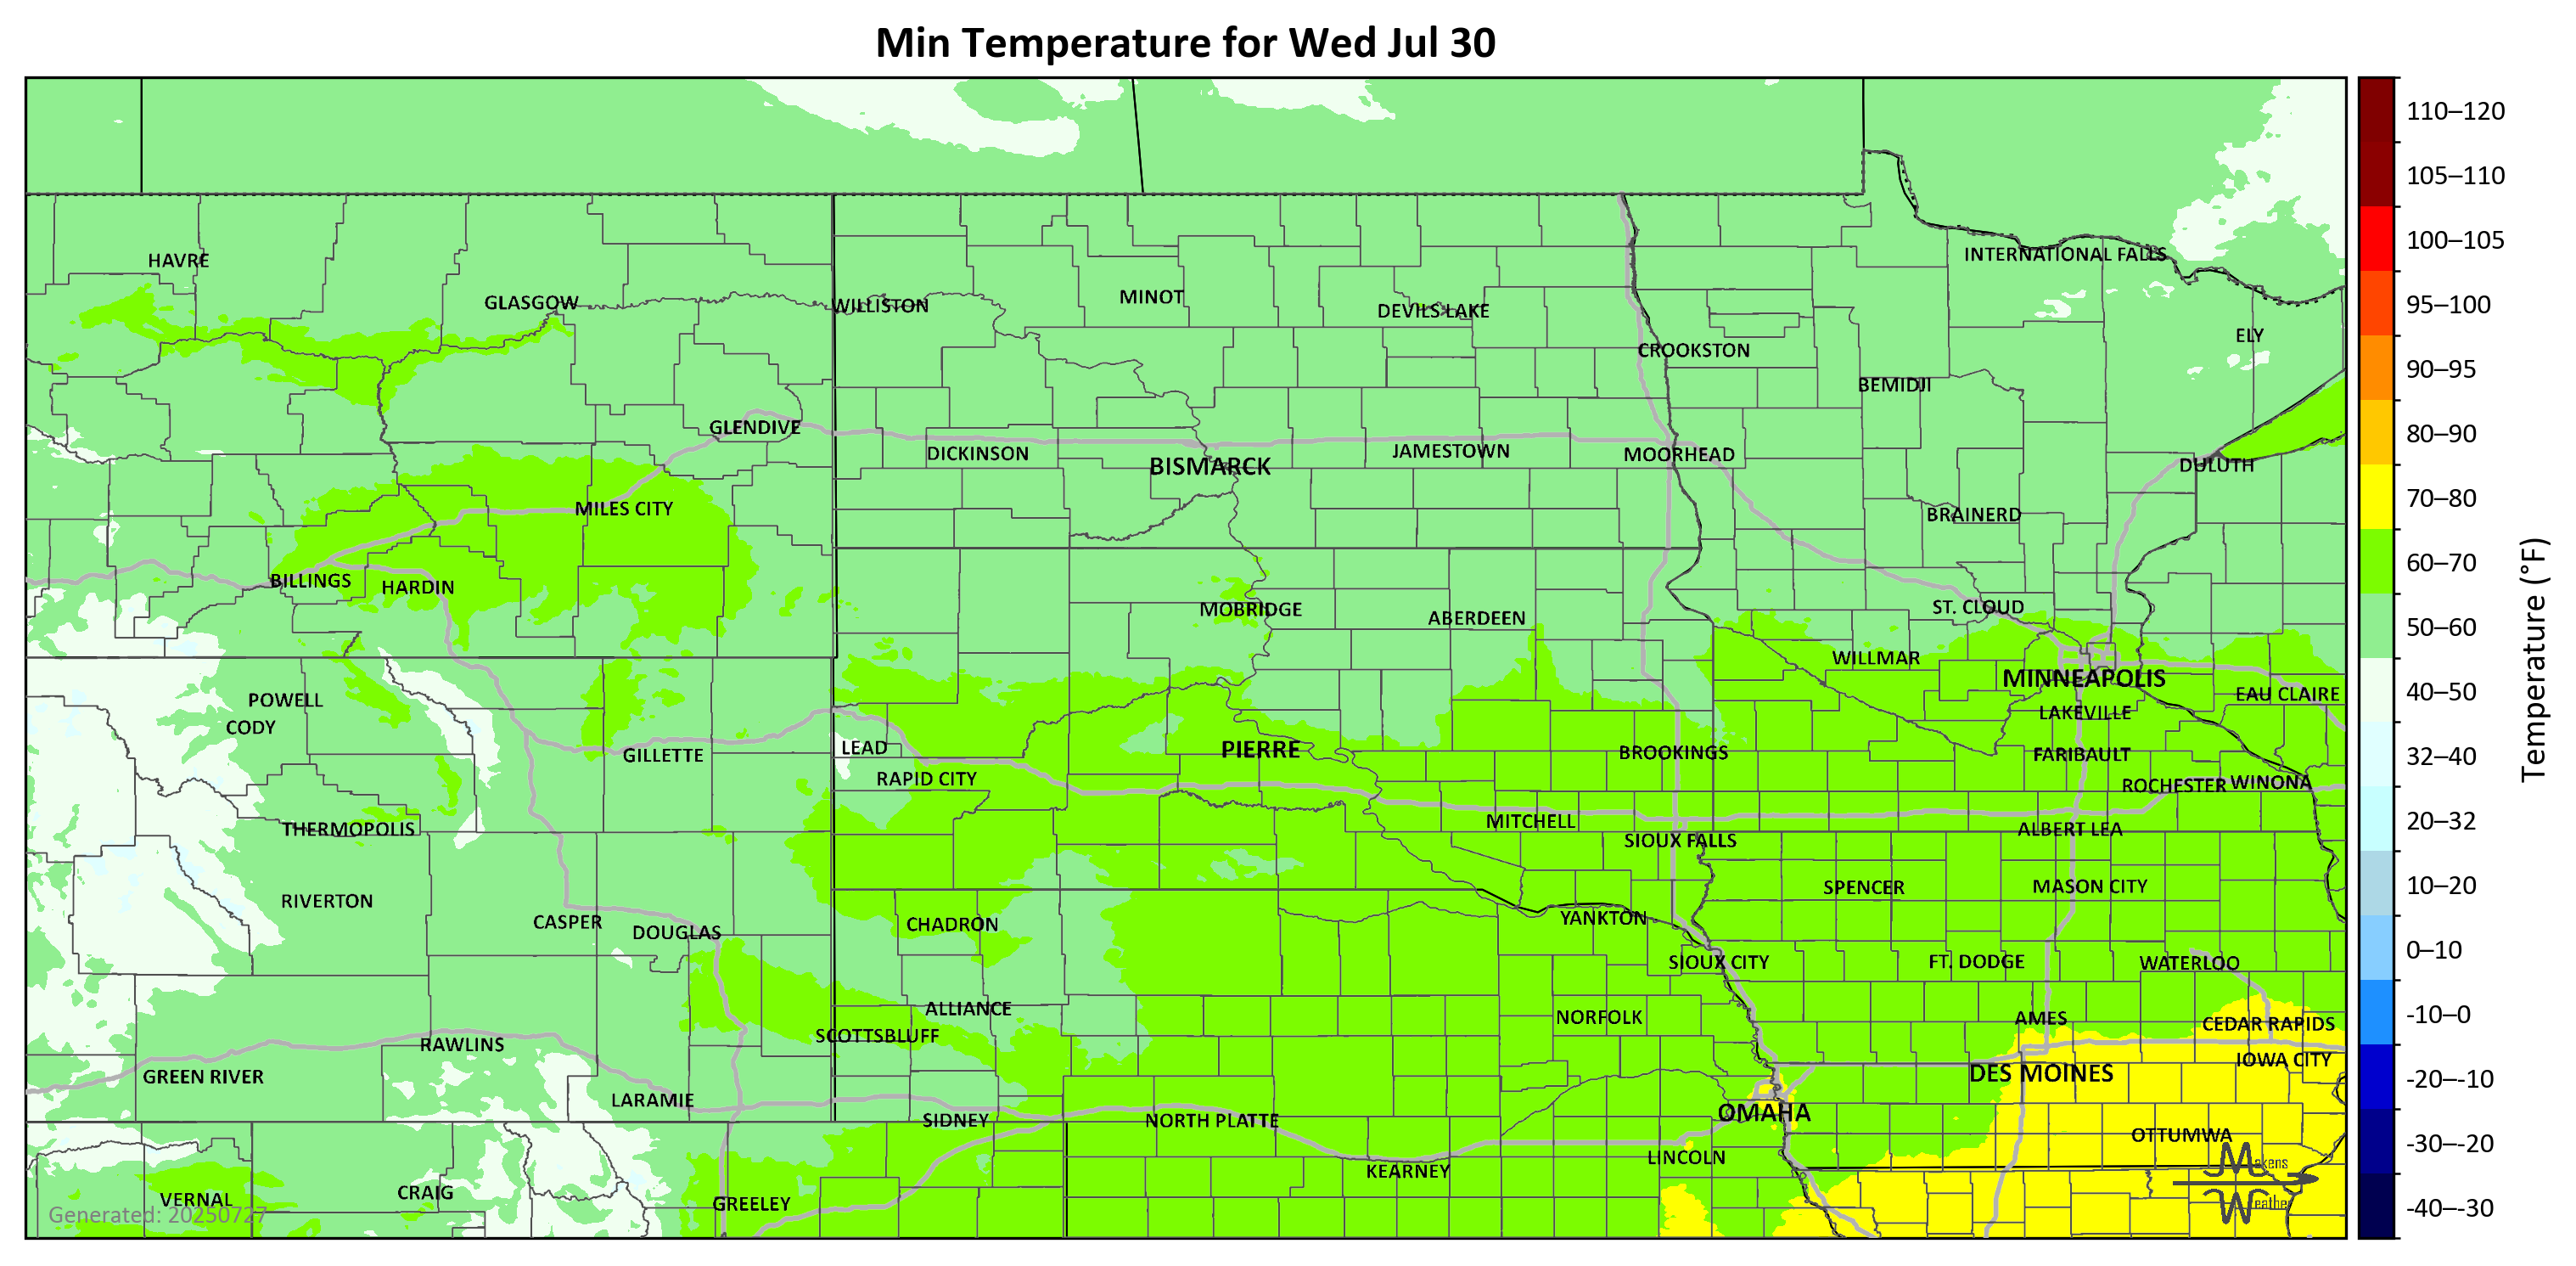 Min Temperature for Wed Jul 30
110–120
105–110
100–105
95–100
90–95
80–90
70–80
60–70
50–60
40–50
32–40
20–32
10–20
0–10
-10–0
-20–-10
-30–-20
-40–-30
Temperature (°F)
HAVRE
GLASGOW
WILLISTON
MINOT
DEVILS LAKE
INTERNATIONAL FALLS
ELY
CROOKSTON
BEMIDJI
GLENDIVE
DICKINSON
BISMARCK
JAMESTOWN
MOORHEAD
DULUTH
MILES CITY
BRAINERD
BILLINGS
HARDIN
MOBRIDGE
ABERDEEN
ST. CLOUD
WILLMAR
MINNEAPOLIS
EAU CLAIRE
POWELL
CODY
LAKEVILLE
GILLETTE
LEAD
RAPID CITY
PIERRE
BROOKINGS
FARIBAULT
ROCHESTER
WINONA
THERMOPOLIS
MITCHELL
SIOUX FALLS
ALBERT LEA
RIVERTON
CASPER
DOUGLAS
CHADRON
YANKTON
SPENCER
MASON CITY
SIOUX CITY
FT. DODGE
WATERLOO
ALLIANCE
SCOTTSBLUFF
NORFOLK
AMES
CEDAR RAPIDS
IOWA CITY
RAWLINS
GREEN RIVER
LARAMIE
SIDNEY
NORTH PLATTE
OMAHA
DES MOINES
OTTUMWA
VERNAL
CRAIG
GREELEY
KEARNEY
LINCOLN
Makens
Weather
Generated: 20250727